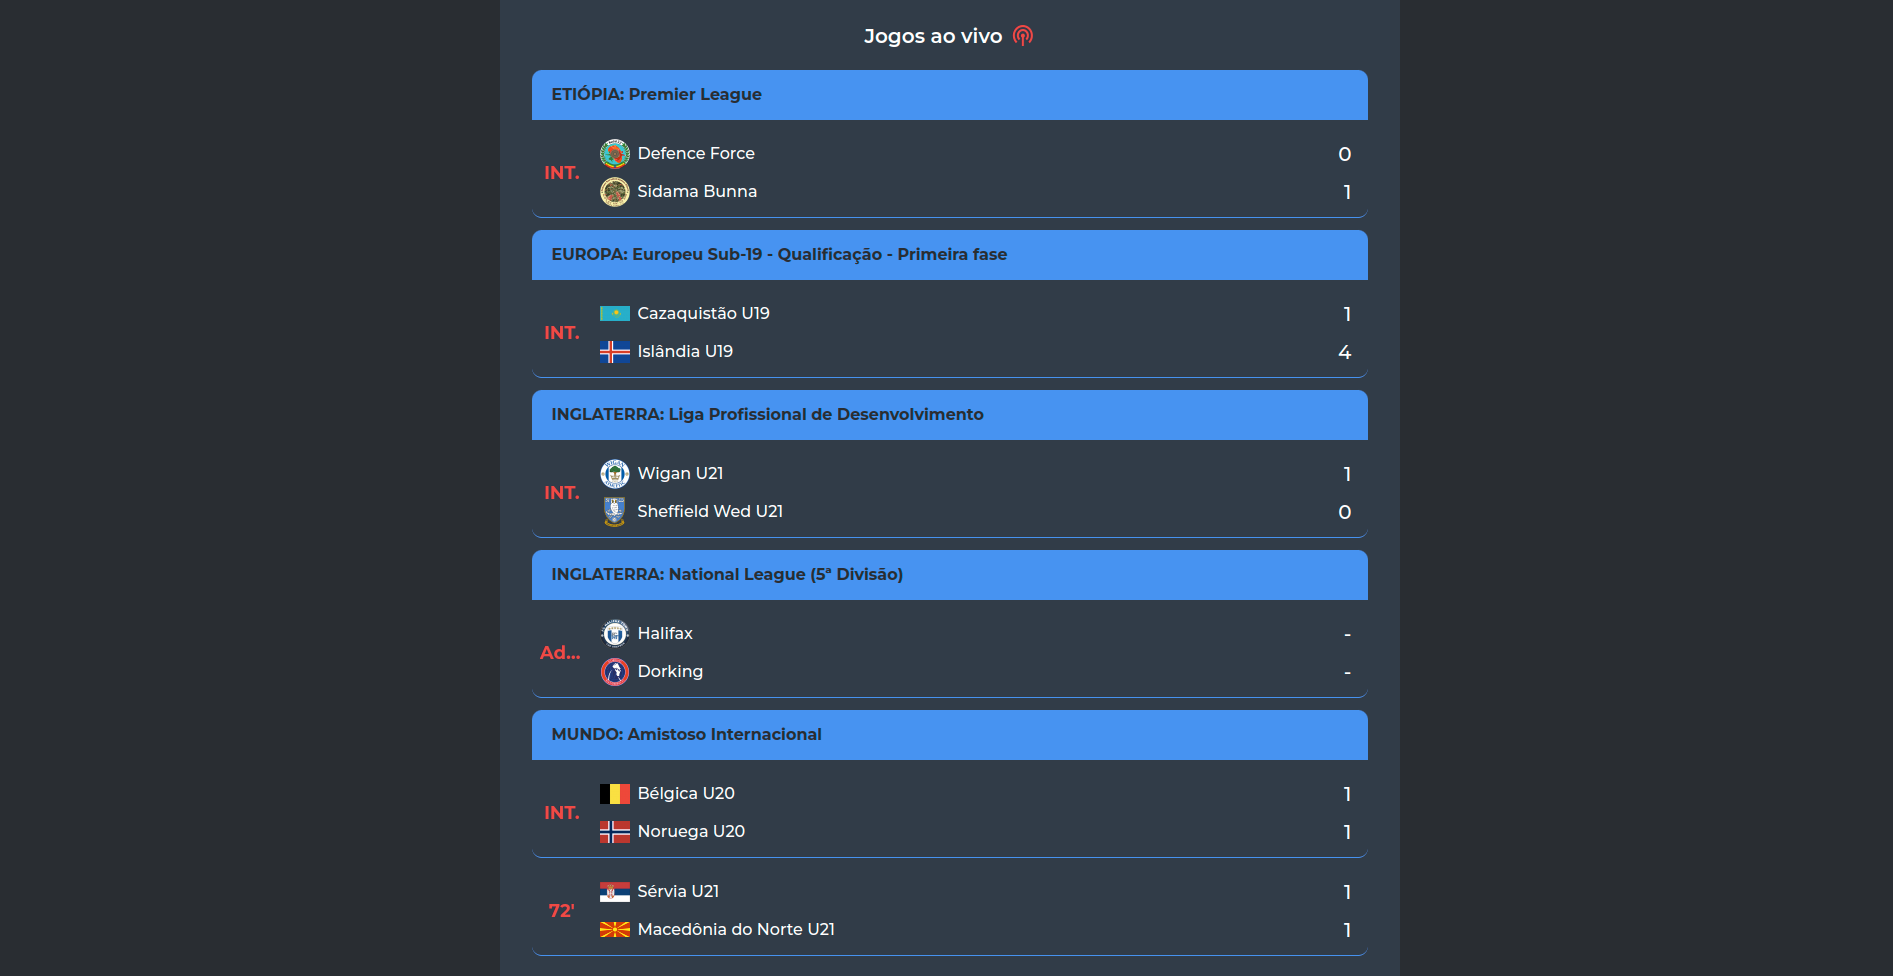 Jogos ao vivo
ETIÓPIA: Premier League
INT.
Defence Force 0
Sidama Bunna 1
EUROPA: Europeu Sub-19 - Qualificação - Primeira fase
INT.
Cazaquistão U19 1
Islândia U19 4
INGLATERRA: Liga Profissional de Desenvolvimento
INT.
Wigan U21 1
Sheffield Wed U21 0
INGLATERRA: National League (5ª Divisão)
Ad...
Halifax -
Dorking -
MUNDO: Amistoso Internacional
INT.
Bélgica U20 1
Noruega U20 1
72'
Sérvia U21 1
Macedônia do Norte U21 1